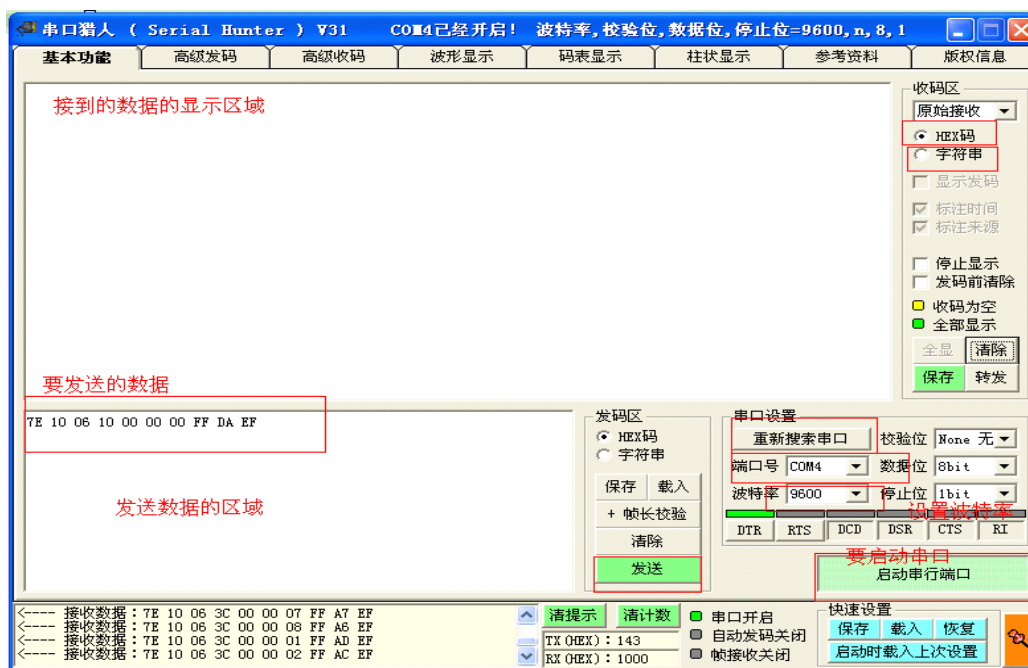 串口猎人 ( Serial Hunter ) V31 COM4已经开启! 波特率,校验位,数据位,停止位=9600,n,8,1
基本功能 高级发码 高级收码 波形显示 码表显示 柱状显示 参考资料 版权信息
接到的数据的显示区域
收码区
原始接收
HEX码
字符串
显示发码
标注时间
标注来源
停止显示
发码前清除
收码为空
全部显示
全显 清除
保存 转发
要发送的数据
7E 10 06 10 00 00 00 FF DA EF
发送数据的区域
发码区
HEX码
字符串
保存 载入
+ 帧长校验
清除
发送
串口设置
重新搜索串口 校验位 None 无
端口号 COM4 数据位 8bit
波特率 9600 停止位 1bit
设置波特率
DTR RTS DCD DSR CTS RI
要启动串口
启动串行端口
<---- 接收数据:7E 10 06 3C 00 00 07 FF A7 EF
<---- 接收数据:7E 10 06 3C 00 00 08 FF A6 EF
<---- 接收数据:7E 10 06 3C 00 00 01 FF AD EF
<---- 接收数据:7E 10 06 3C 00 00 02 FF AC EF
清提示 清计数
TX(HEX):143
RX(HEX):1000
串口开启
自动发码关闭
帧接收关闭
快速设置
保存 载入 恢复
启动时载入上次设置